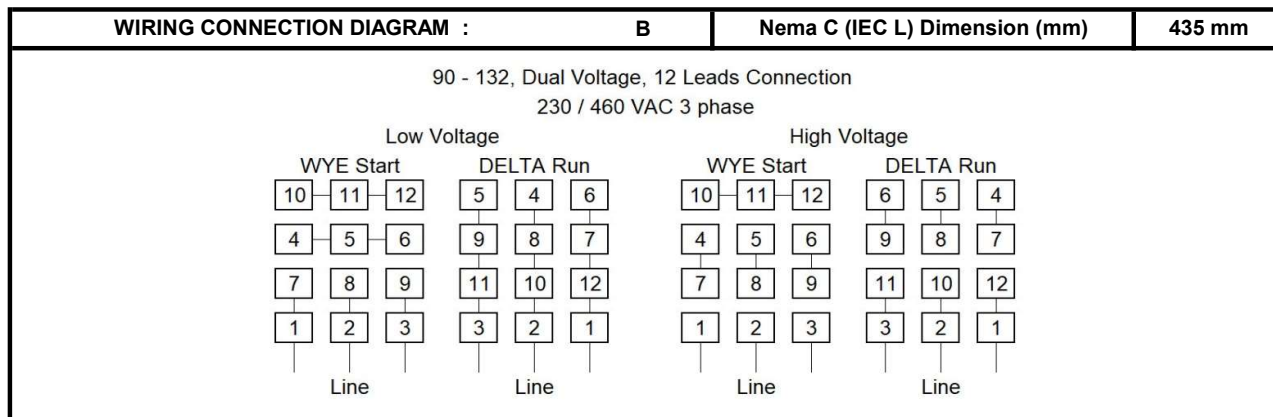 WIRING CONNECTION DIAGRAM : B Nema C (IEC L) Dimension (mm) 435 mm
90 - 132, Dual Voltage, 12 Leads Connection
230 / 460 VAC 3 phase
Low Voltage High Voltage
WYE Start DELTA Run WYE Start DELTA Run
10 11 12 5 4 6 10 11 12 6 5 4
4 5 6 9 8 7 4 5 6 9 8 7
7 8 9 11 10 12 7 8 9 11 10 12
1 2 3 3 2 1 1 2 3 3 2 1
Line Line Line Line